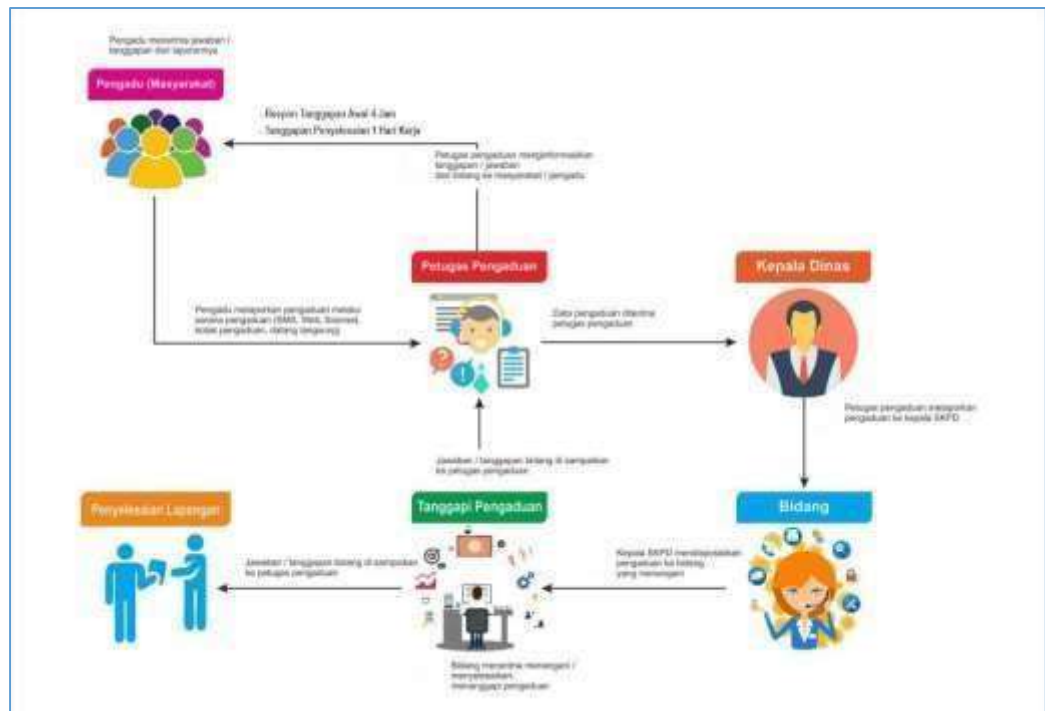 Pengadu menerima jawaban /
tanggapan dari laporannya
Pengadu (Masyarakat)
- Respon Tanggapan Awal 4 Jam
- Tanggapan Penyelesaian 1 Hari Kerja
Petugas pengaduan menginformasikan
tanggapan / jawaban
dari bidang ke masyarakat / pengadu
Petugas Pengaduan
Kepala Dinas
Pengadu melaporkan pengaduan melalui
sarana pengaduan (SMS, Web, Sosmed,
kotak pengaduan, datang langsung)
Data pengaduan diterima
petugas pengaduan
Petugas pengaduan melaporkan
pengaduan ke kepala SKPD
Jawaban / tanggapan bidang di sampaikan
ke petugas pengaduan
Penyelesaian Lapangan
Tanggapi Pengaduan
Bidang
Jawaban / tanggapan bidang di sampaikan
ke petugas pengaduan
Kepala SKPD mendisposisikan
pengaduan ke bidang
yang menangani
Bidang menerima menangani /
menyelesaikan
menanggapi pengaduan